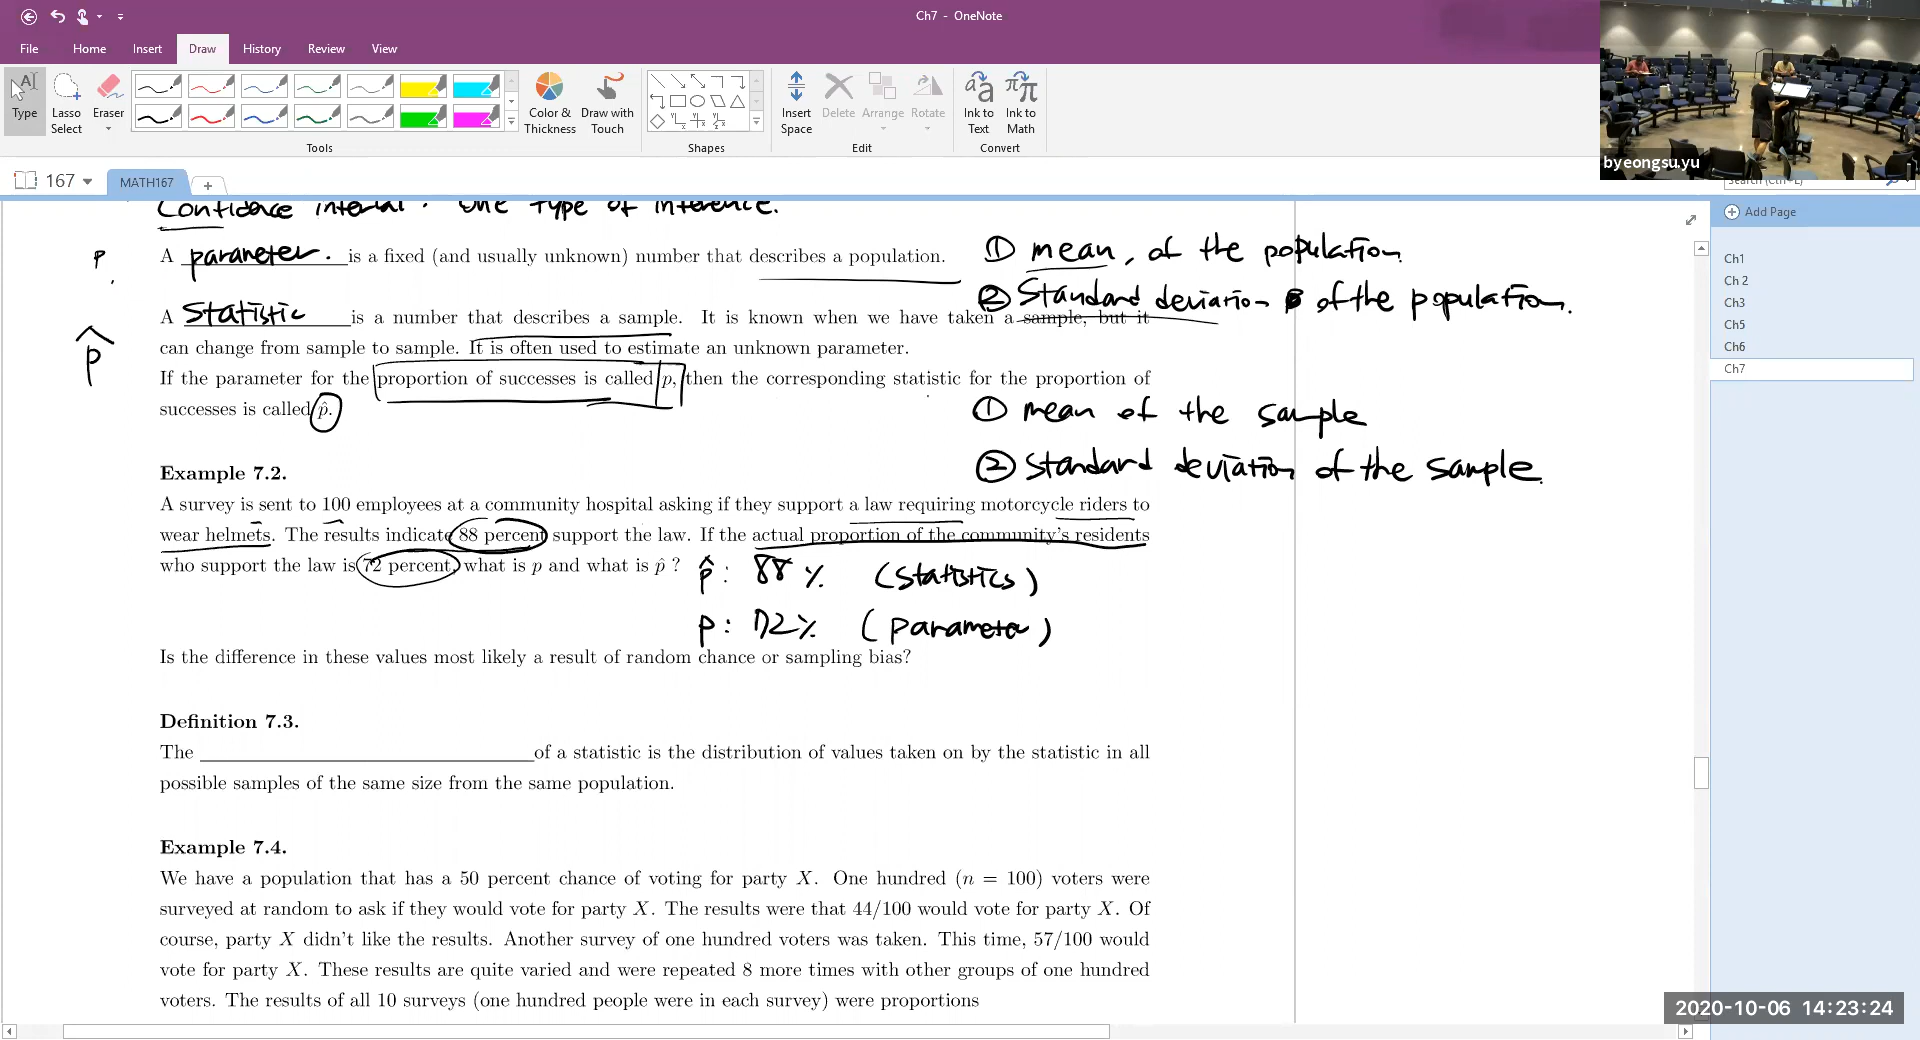 Ch7 - OneNote
File Home Insert Draw History Review View
Type Lasso Select Eraser Color & Thickness Draw with Touch Insert Space Delete Arrange Rotate Ink to Text Ink to Math
Tools Shapes Edit Convert
byeongsu.yu
167 MATH167
Search (Ctrl+E)
Add Page
Ch1
Ch 2
Ch3
Ch5
Ch6
Ch7
Confidence interval : One type of inference.
p
A parameter. is a fixed (and usually unknown) number that describes a population.
① mean, of the population.
② Standard deviation of the population.
A Statistic is a number that describes a sample. It is known when we have taken a sample, but it
can change from sample to sample. It is often used to estimate an unknown parameter.
p̂
If the parameter for the proportion of successes is called p, then the corresponding statistic for the proportion of
successes is called p̂.
① mean of the sample
② standard deviation of the sample.
Example 7.2.
A survey is sent to 100 employees at a community hospital asking if they support a law requiring motorcycle riders to
wear helmets. The results indicate 88 percent support the law. If the actual proportion of the community's residents
who support the law is 72 percent, what is p and what is p̂ ?
p̂ : 88 % (statistics)
p : 72% (parameter)
Is the difference in these values most likely a result of random chance or sampling bias?
Definition 7.3.
The ______ of a statistic is the distribution of values taken on by the statistic in all
possible samples of the same size from the same population.
Example 7.4.
We have a population that has a 50 percent chance of voting for party X. One hundred (n = 100) voters were
surveyed at random to ask if they would vote for party X. The results were that 44/100 would vote for party X. Of
course, party X didn't like the results. Another survey of one hundred voters was taken. This time, 57/100 would
vote for party X. These results are quite varied and were repeated 8 more times with other groups of one hundred
voters. The results of all 10 surveys (one hundred people were in each survey) were proportions
2020-10-06 14:23:24